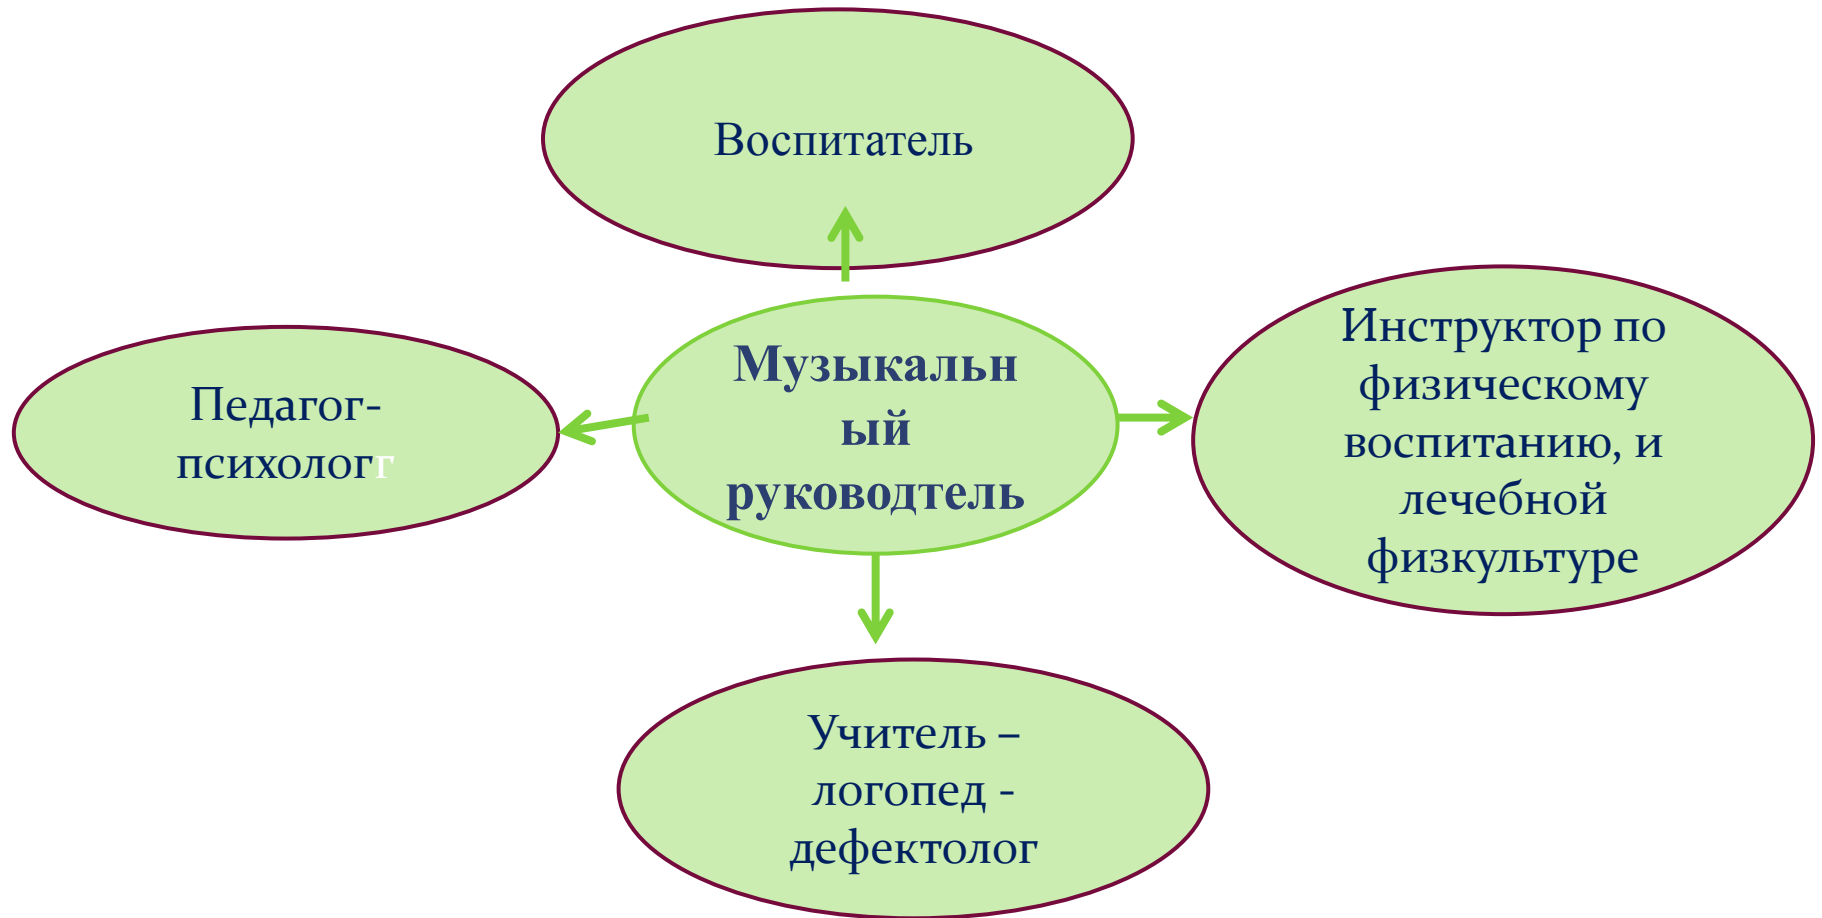 Воспитатель
Педагог-
психологг
Музыкальн
ый
руководтель
Инструктор по
физическому
воспитанию, и
лечебной
физкультуре
Учитель –
логопед -
дефектолог